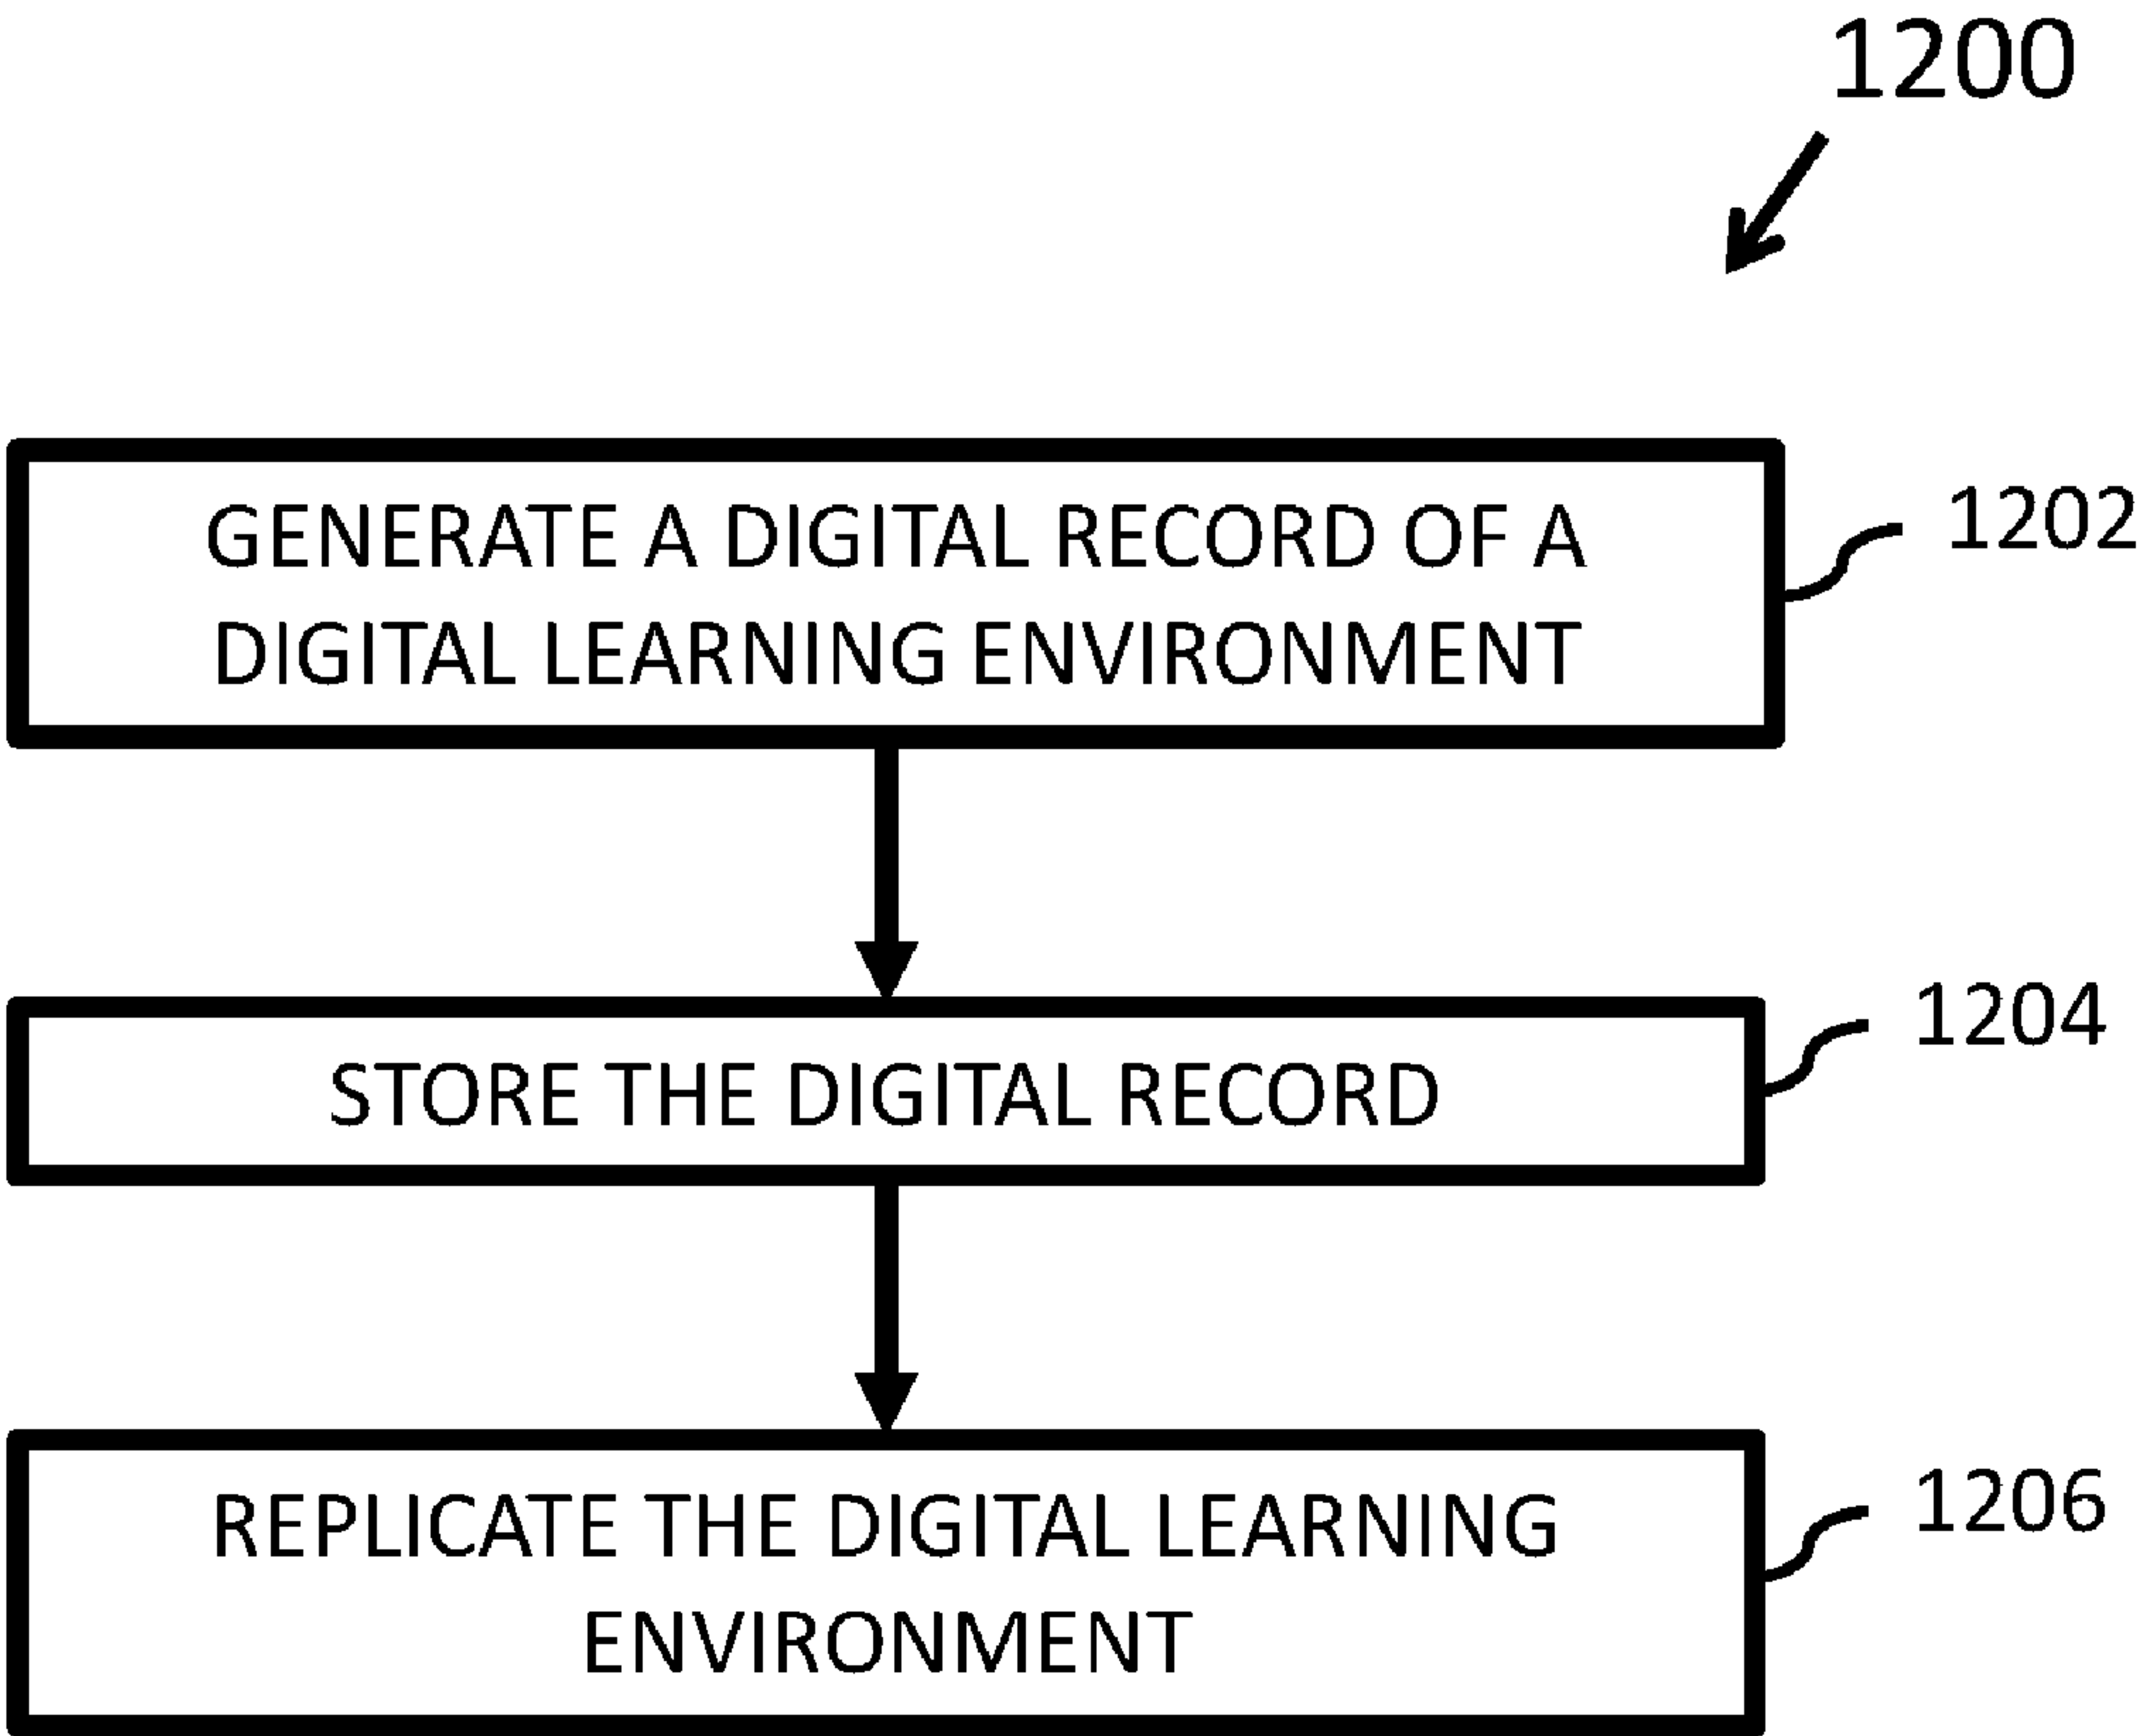 1200
GENERATE A DIGITAL RECORD OF A
DIGITAL LEARNING ENVIRONMENT
1202
STORE THE DIGITAL RECORD
1204
REPLICATE THE DIGITAL LEARNING
ENVIRONMENT
1206